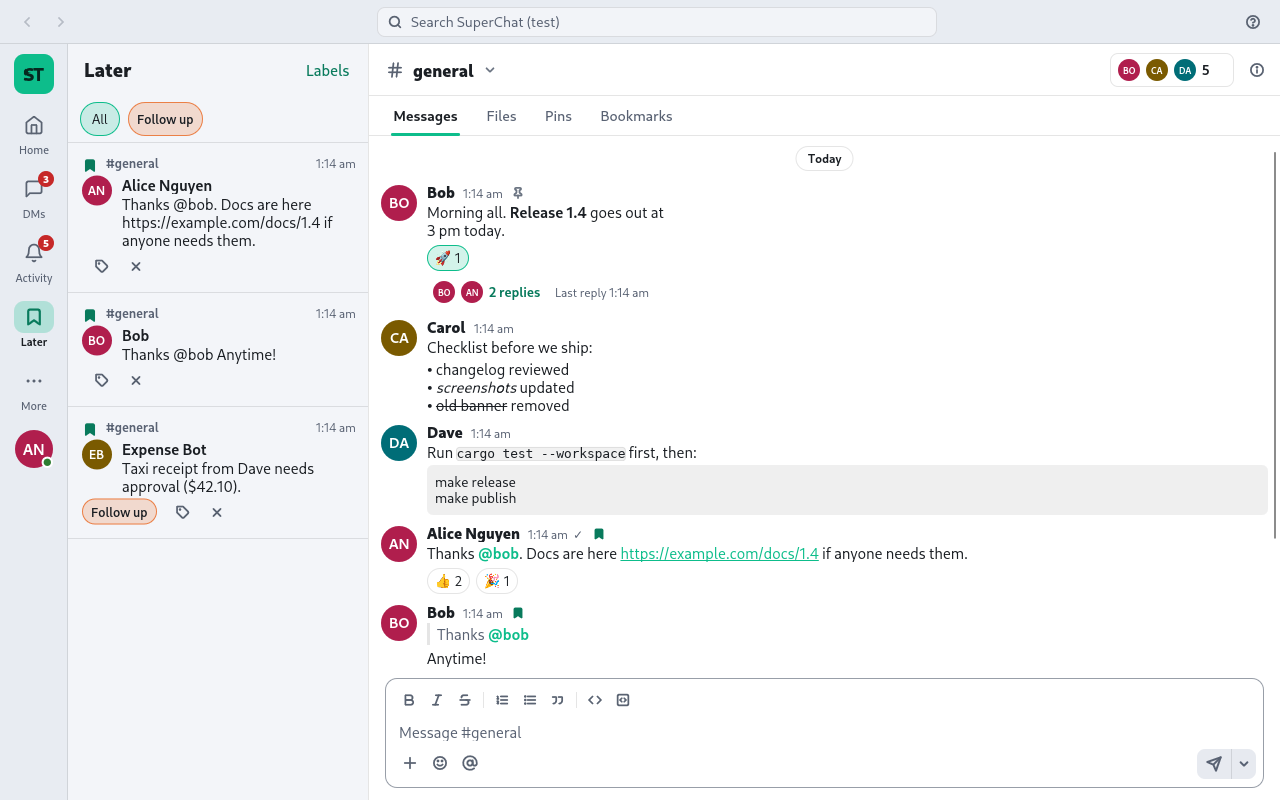 Search SuperChat (test)
ST
Home
3
DMs
5
Activity
Later
More
AN
Later
Labels
All
Follow up
#general
1:14 am
AN
Alice Nguyen
Thanks @bob. Docs are here
https://example.com/docs/1.4 if
anyone needs them.
#general
1:14 am
BO
Bob
Thanks @bob Anytime!
#general
1:14 am
EB
Expense Bot
Taxi receipt from Dave needs
approval ($42.10).
Follow up
# general
BO CA DA 5
Messages Files Pins Bookmarks
Today
BO
Bob 1:14 am
Morning all. Release 1.4 goes out at
3 pm today.
🚀 1
BO AN 2 replies Last reply 1:14 am
CA
Carol 1:14 am
Checklist before we ship:
• changelog reviewed
• screenshots updated
• old banner removed
DA
Dave 1:14 am
Run cargo test --workspace first, then:
make release
make publish
AN
Alice Nguyen 1:14 am ✓
Thanks @bob. Docs are here https://example.com/docs/1.4 if anyone needs them.
👍 2 🎉 1
BO
Bob 1:14 am
Thanks @bob
Anytime!
Message #general